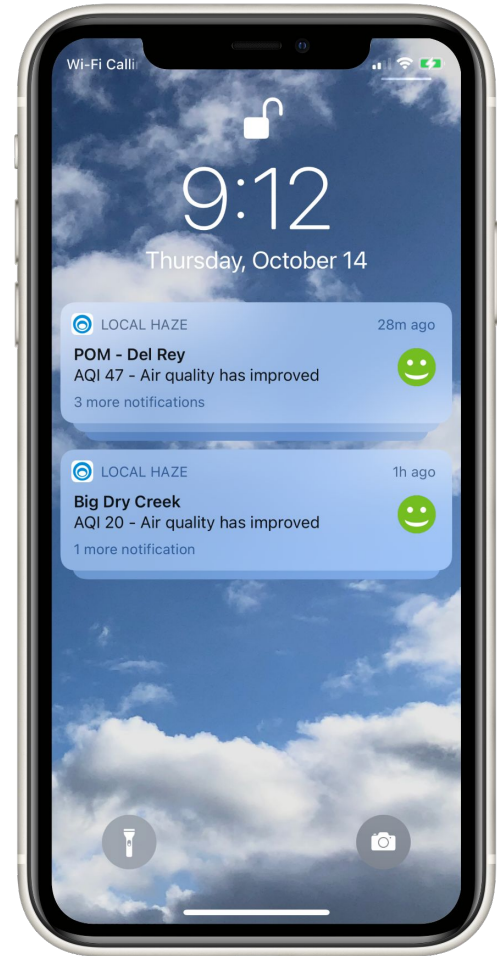 Wi-Fi Calli
9:12
Thursday, October 14
LOCAL HAZE 28m ago
POM - Del Rey
AQI 47 - Air quality has improved
3 more notifications
LOCAL HAZE 1h ago
Big Dry Creek
AQI 20 - Air quality has improved
1 more notification